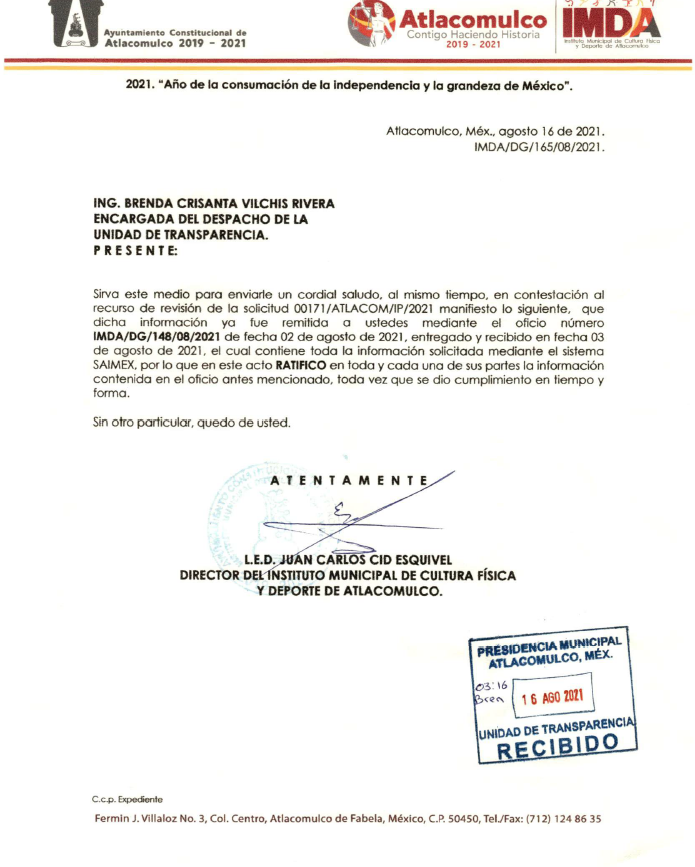 Ayuntamiento Constitucional de
Atlacomulco 2019 - 2021
Atlacomulco
Contigo Haciendo Historia
2019 - 2021
IMDA
Instituto Municipal de Cultura Física
y Deporte de Atlacomulco
2021. "Año de la consumación de la independencia y la grandeza de México".
Atlacomulco, Méx., agosto 16 de 2021.
IMDA/DG/165/08/2021.
ING. BRENDA CRISANTA VILCHIS RIVERA
ENCARGADA DEL DESPACHO DE LA
UNIDAD DE TRANSPARENCIA.
P R E S E N T E:
Sirva este medio para enviarle un cordial saludo, al mismo tiempo, en contestación al
recurso de revisión de la solicitud 00171/ATLACOM/IP/2021 manifiesto lo siguiente, que
dicha información ya fue remitida a ustedes mediante el oficio número
IMDA/DG/148/08/2021 de fecha 02 de agosto de 2021, entregado y recibido en fecha 03
de agosto de 2021, el cual contiene toda la información solicitada mediante el sistema
SAIMEX, por lo que en este acto RATIFICO en toda y cada una de sus partes la información
contenida en el oficio antes mencionado, toda vez que se dio cumplimiento en tiempo y
forma.
Sin otro particular, quedo de usted.
A T E N T A M E N T E
L.E.D. JUAN CARLOS CID ESQUIVEL
DIRECTOR DEL INSTITUTO MUNICIPAL DE CULTURA FÍSICA
Y DEPORTE DE ATLACOMULCO.
PRESIDENCIA MUNICIPAL
ATLACOMULCO, MÉX.
03:16
Bren
16 AGO 2021
UNIDAD DE TRANSPARENCIA
RECIBIDO
C.c.p. Expediente
Fermin J. Villaloz No. 3, Col. Centro, Atlacomulco de Fabela, México, C.P. 50450, Tel./Fax: (712) 124 86 35